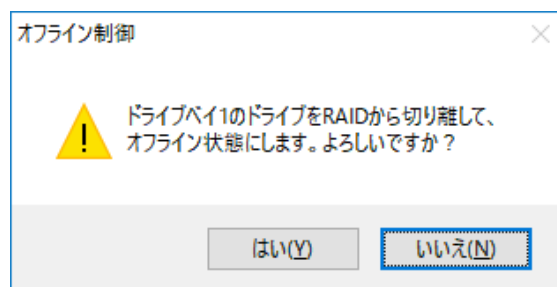 オフライン制御
ドライブベイ1のドライブをRAIDから切り離して、
オフライン状態にします。よろしいですか？
はい(Y)
いいえ(N)